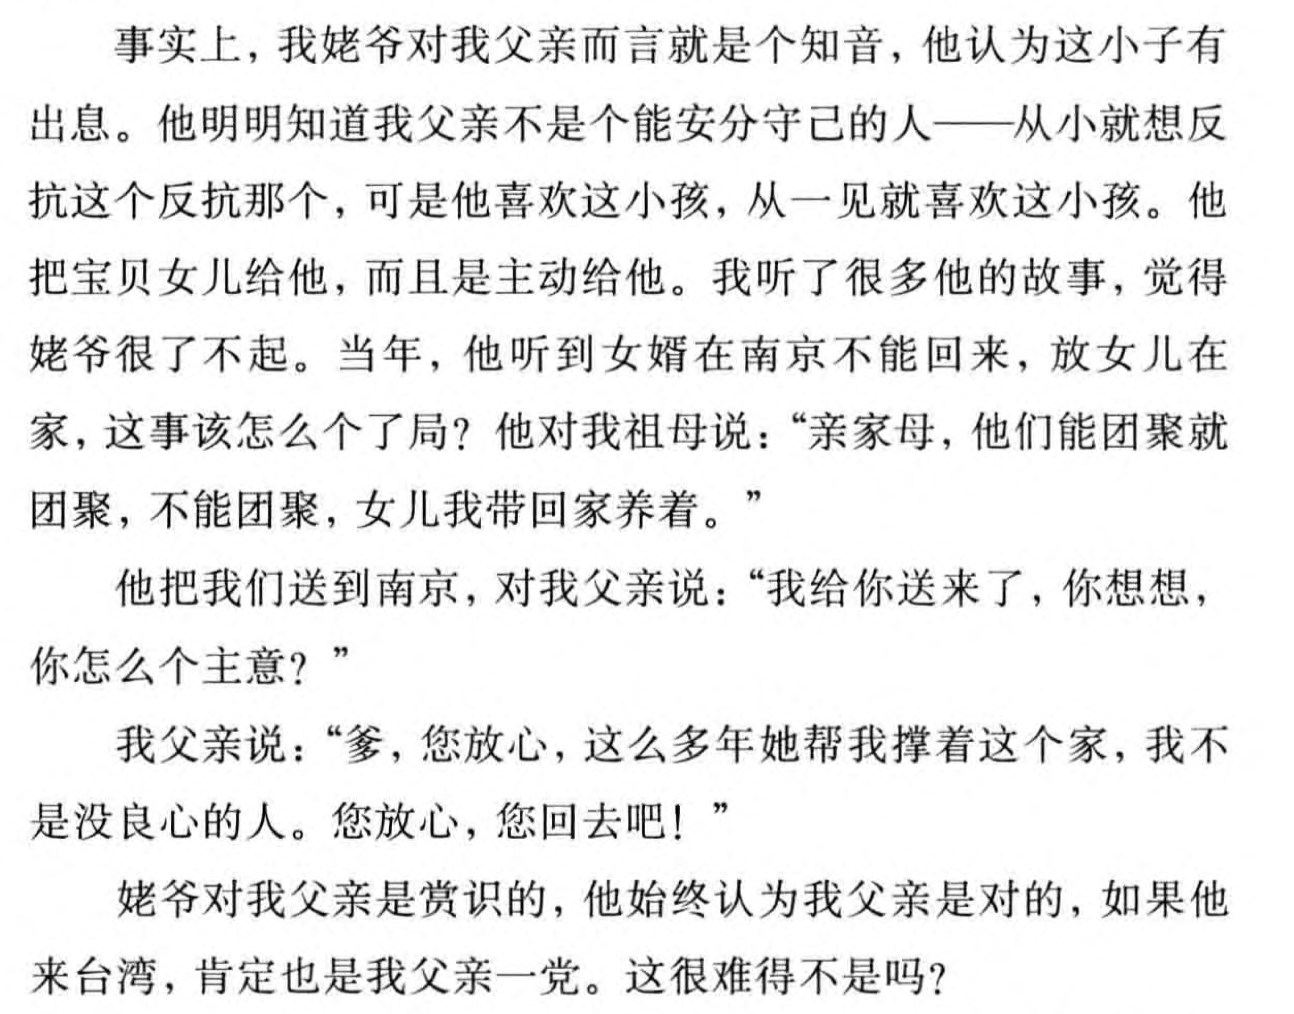 事实上，我姥爷对我父亲而言就是个知音，他认为这小子有
出息。他明明知道我父亲不是个能安分守己的人——从小就想反
抗这个反抗那个，可是他喜欢这小孩，从一见就喜欢这小孩。他
把宝贝女儿给他，而且是主动给他。我听了很多他的故事，觉得
姥爷很了不起。当年，他听到女婿在南京不能回来，放女儿在
家，这事该怎么个了局？他对我祖母说：“亲家母，他们能团聚就
团聚，不能团聚，女儿我带回家养着。”
他把我们送到南京，对我父亲说：“我给你送来了，你想想，
你怎么个主意？”
我父亲说：“爹，您放心，这么多年她帮我撑着这个家，我不
是没良心的人。您放心，您回去吧！”
姥爷对我父亲是赏识的，他始终认为我父亲是对的，如果他
来台湾，肯定也是我父亲一党。这很难得不是吗？